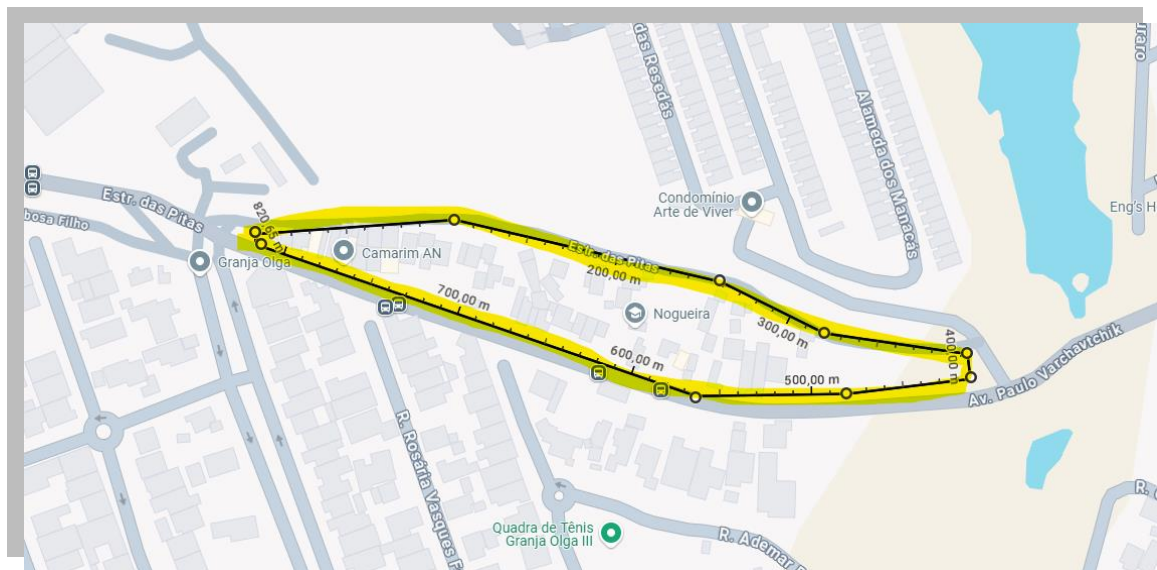 das Resedás
Alameda dos Manacás
Condomínio
Arte de Viver
Eng's H
Estr. das Pitas
bosa Filho
820,65 m
Granja Olga
Camarim AN
Estr. das Pitas
200,00 m
700,00 m
Nogueira
300,00 m
400,00 m
600,00 m
500,00 m
Av. Paulo Varchavtchik
R. Rosária Vasques F
Quadra de Tênis
Granja Olga III
R. Ademar
R.